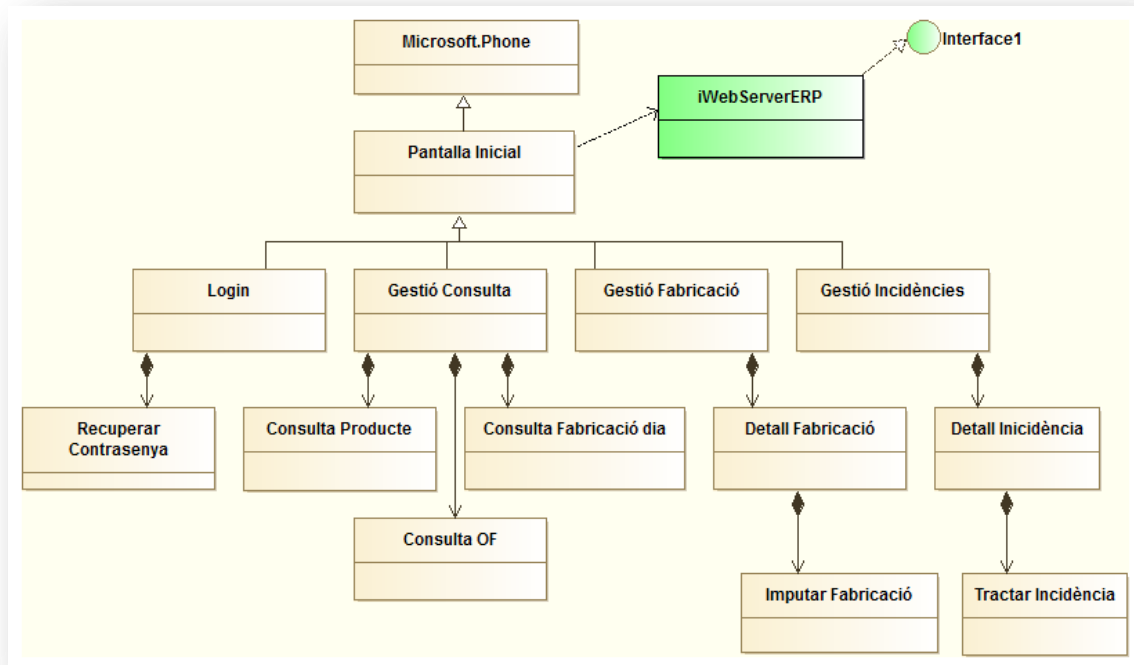 Microsoft.Phone
Interface1
iWebServerERP
Pantalla Inicial
Login
Gestió Consulta
Gestió Fabricació
Gestió Incidències
Recuperar
Contrasenya
Consulta Producte
Consulta Fabricació dia
Detall Fabricació
Detall Inicidència
Consulta OF
Imputar Fabricació
Tractar Incidència